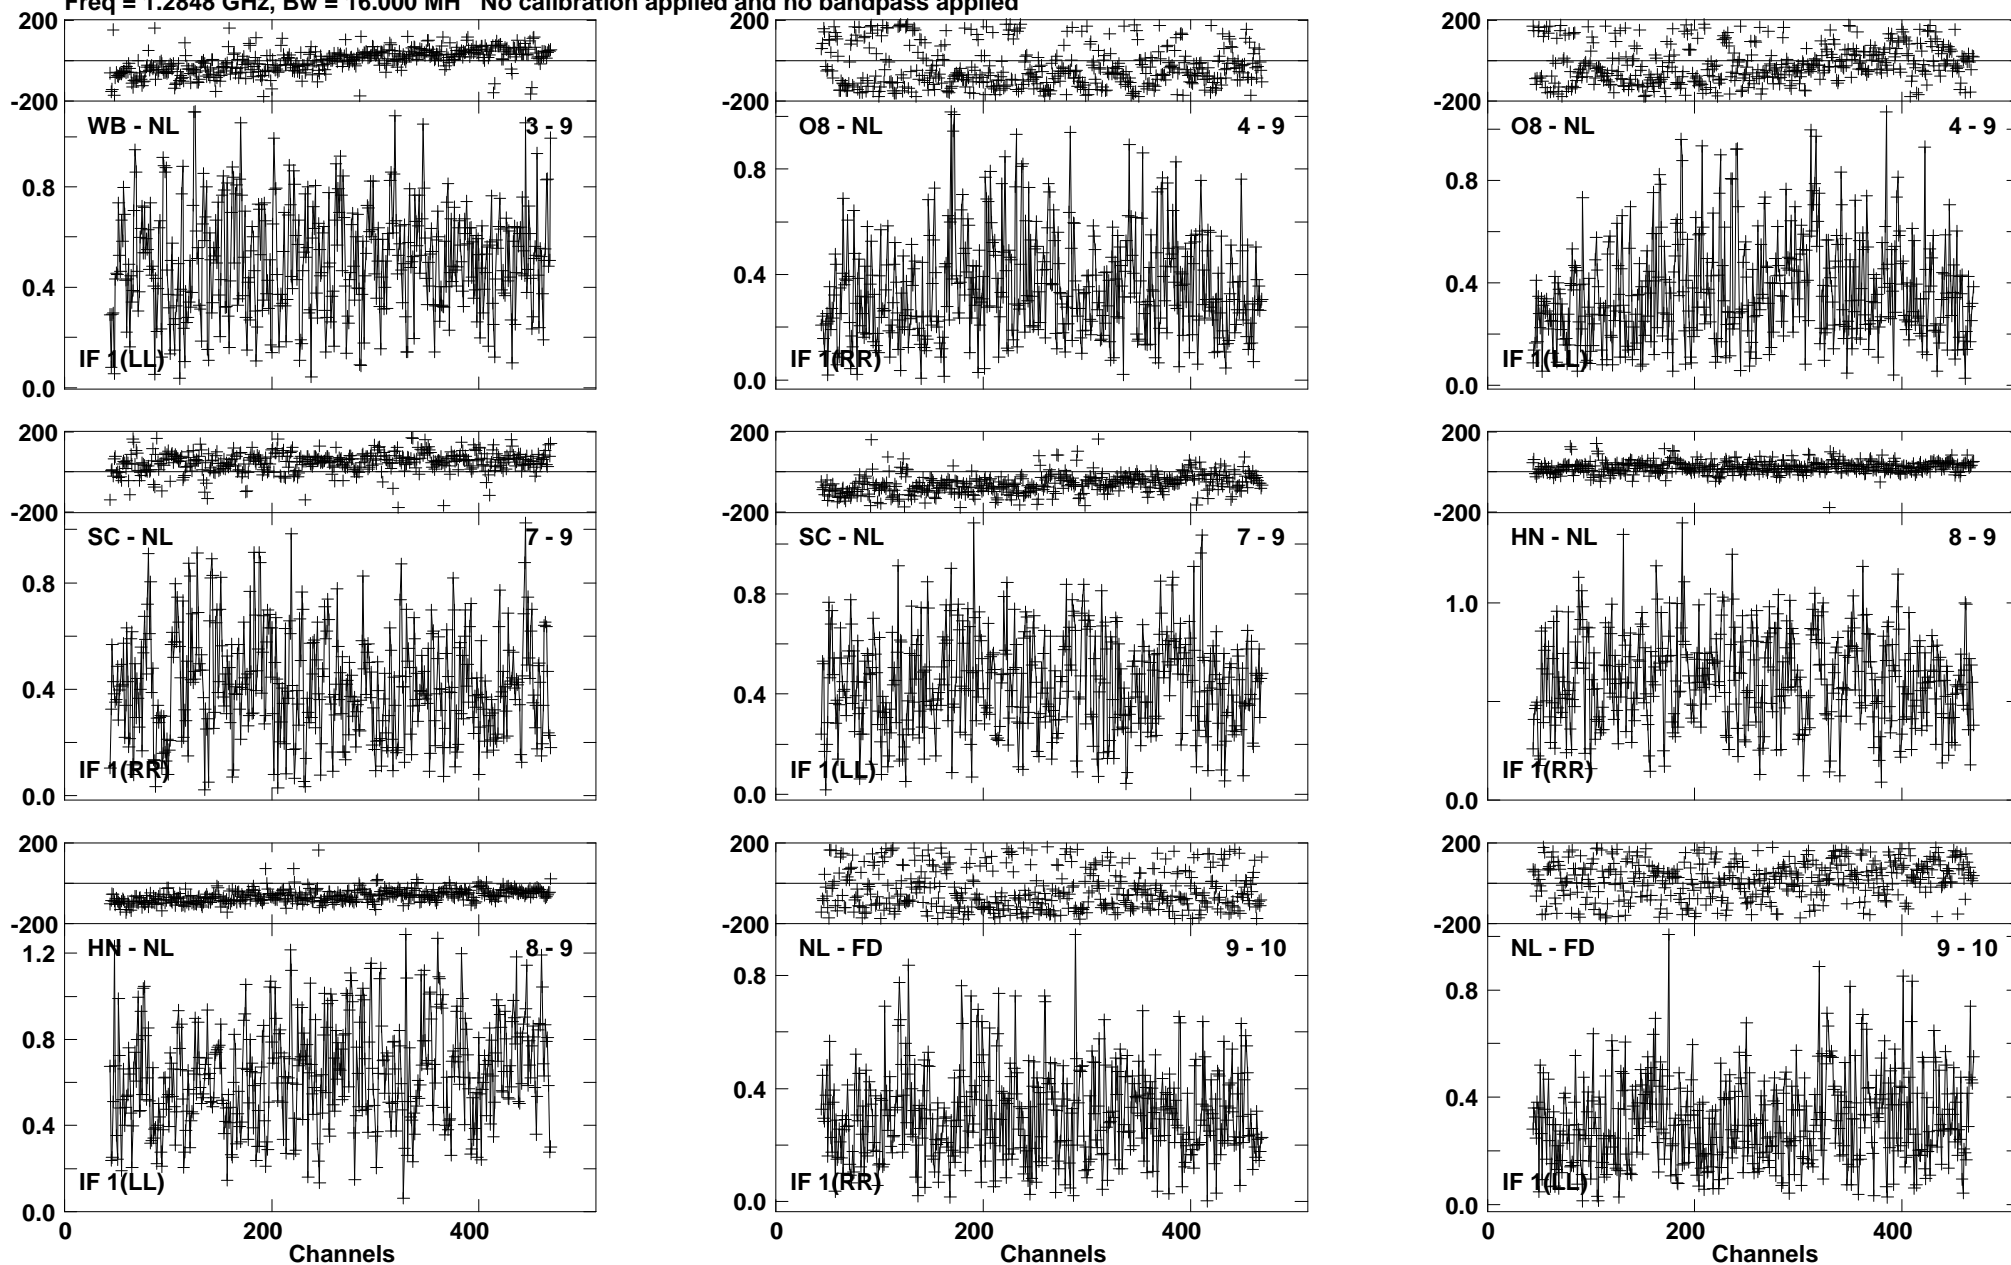 Freq = 1.2848 GHz, Bw = 16.000 MH No calibration applied and no bandpass applied
200
-200
WB - NL 3 - 9
0.8
0.4
IF 1(LL)
0.0
200
-200
O8 - NL 4 - 9
0.8
0.4
IF 1(RR)
0.0
200
-200
O8 - NL 4 - 9
0.8
0.4
IF 1(LL)
0.0
200
-200
SC - NL 7 - 9
0.8
0.4
IF 1(RR)
0.0
200
-200
SC - NL 7 - 9
0.8
0.4
IF 1(LL)
0.0
200
-200
HN - NL 8 - 9
1.0
IF 1(RR)
0.0
200
-200
HN - NL 8 - 9
1.2
0.8
0.4
IF 1(LL)
0.0
0 200 400
Channels
200
-200
NL - FD 9 - 10
0.8
0.4
IF 1(RR)
0.0
0 200 400
Channels
200
-200
NL - FD 9 - 10
0.8
0.4
IF 1(LL)
0.0
0 200 400
Channels